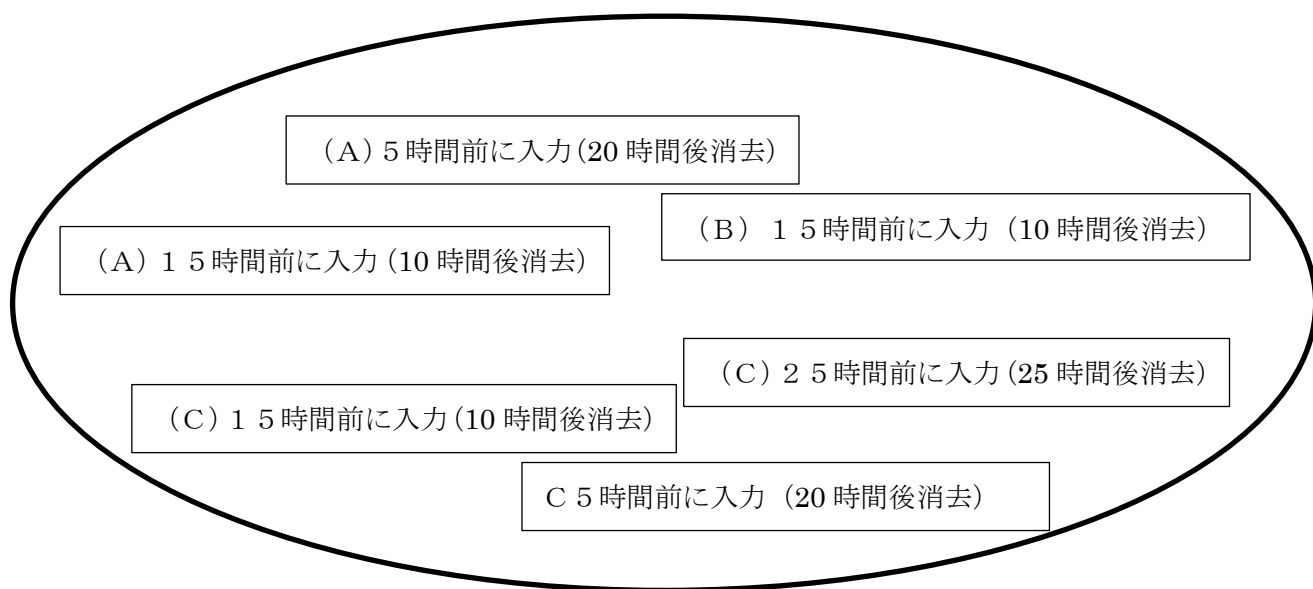 (A)5時間前に入力(20時間後消去)
(B) 15時間前に入力 (10時間後消去)
(A)15時間前に入力(10時間後消去)
(C)25時間前に入力(25時間後消去)
(C)15時間前に入力(10時間後消去)
C5時間前に入力 (20時間後消去)